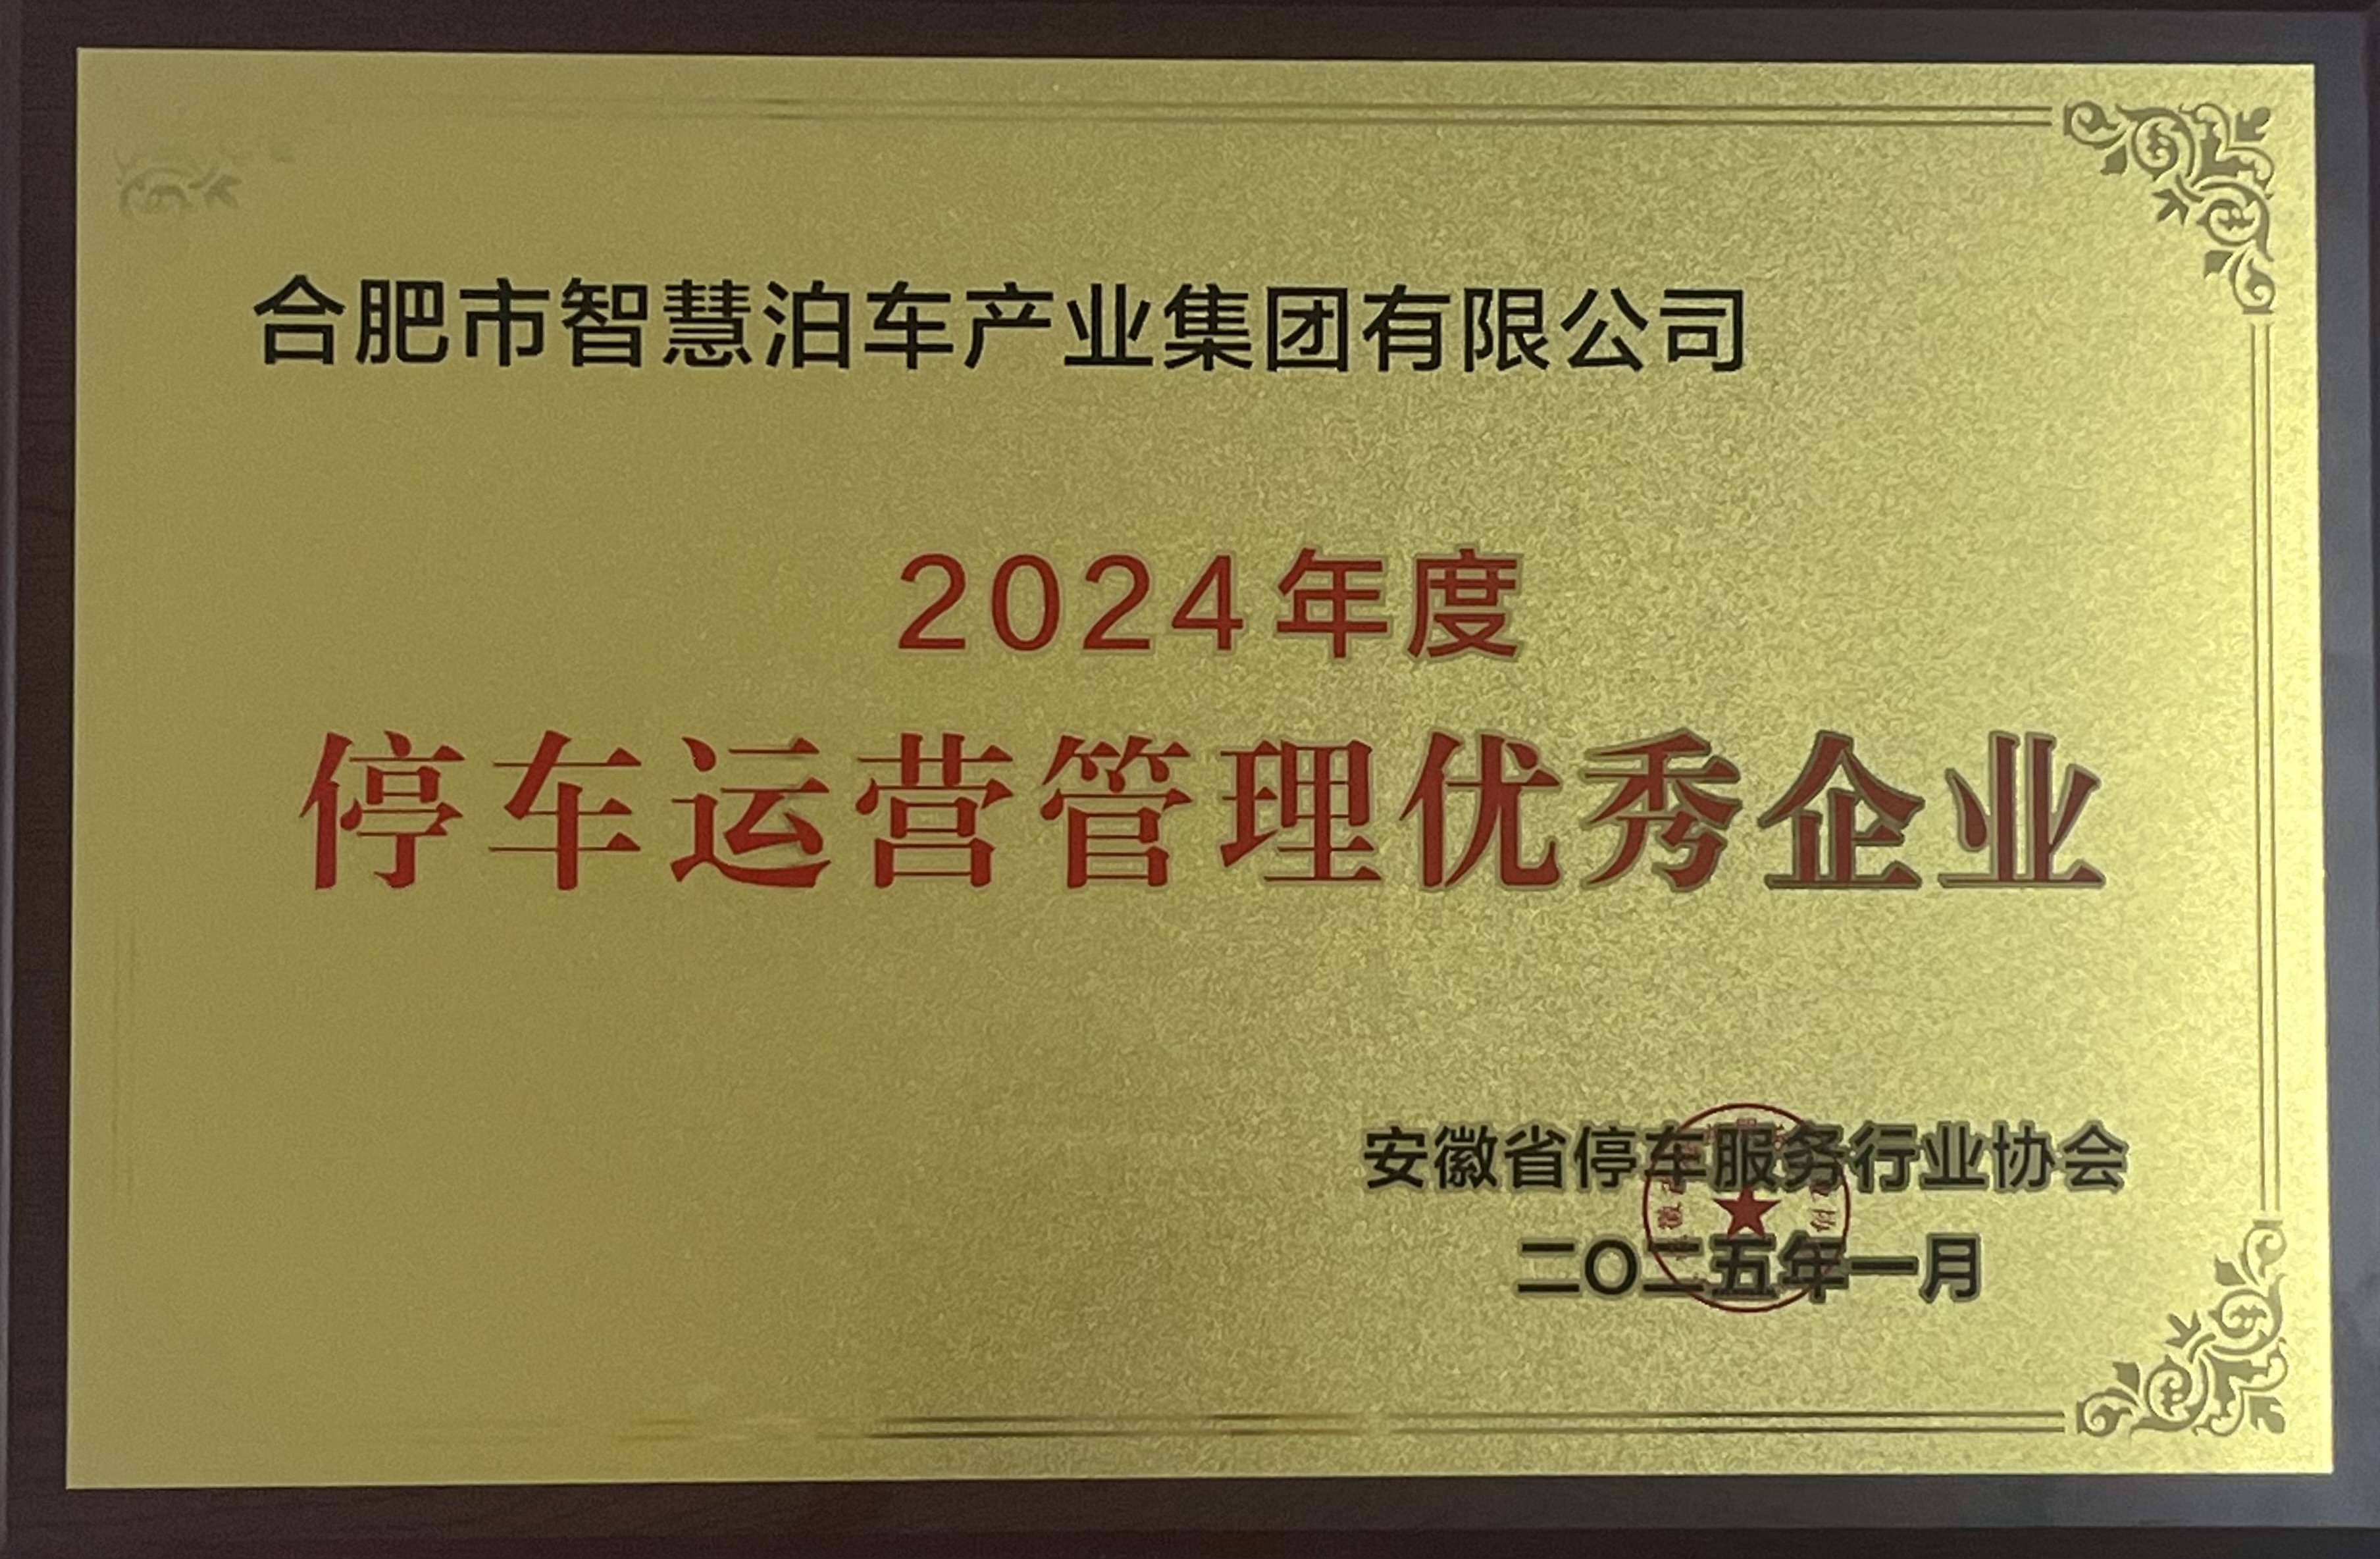 合肥市智慧泊车产业集团有限公司
2024年度
停车运营管理优秀企业
安徽省停车服务行业协会
二〇二五年一月